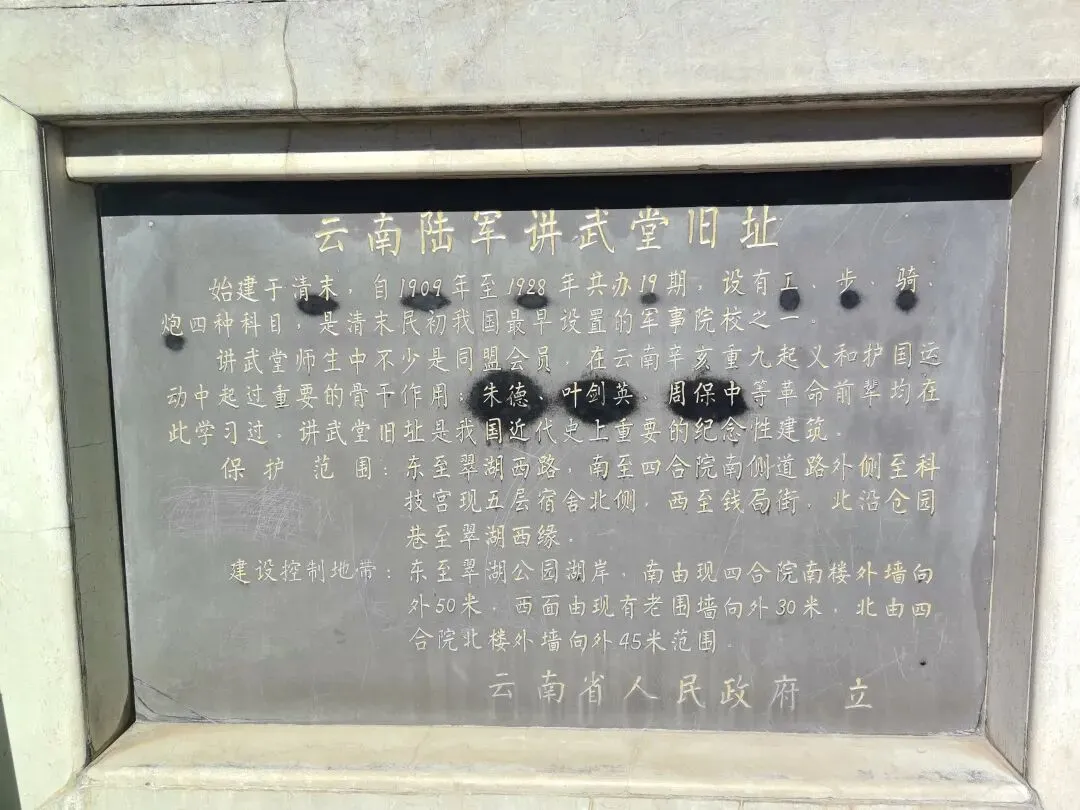 云南陆军讲武堂旧址
始建于清末，自1909年至1928年共办19期，设有工、步、骑、
炮四种科目，是清末民初我国最早设置的军事院校之一。
讲武堂师生中不少是同盟会员，在云南辛亥重九起义和护国运
动中起过重要的骨干作用；朱德、叶剑英、周保中等革命前辈均在
此学习过。讲武堂旧址是我国近代史上重要的纪念性建筑。
保护范围：东至翠湖西路，南至四合院南侧道路外侧至科
技宫现五层宿舍北侧，西至钱局街，北沿仓园
巷至翠湖西缘。
建设控制地带：东至翠湖公园湖岸，南由现四合院南楼外墙向
外50米，西面由现有老围墙向外30米，北由四
合院北楼外墙向外45米范围。
云南省人民政府 立